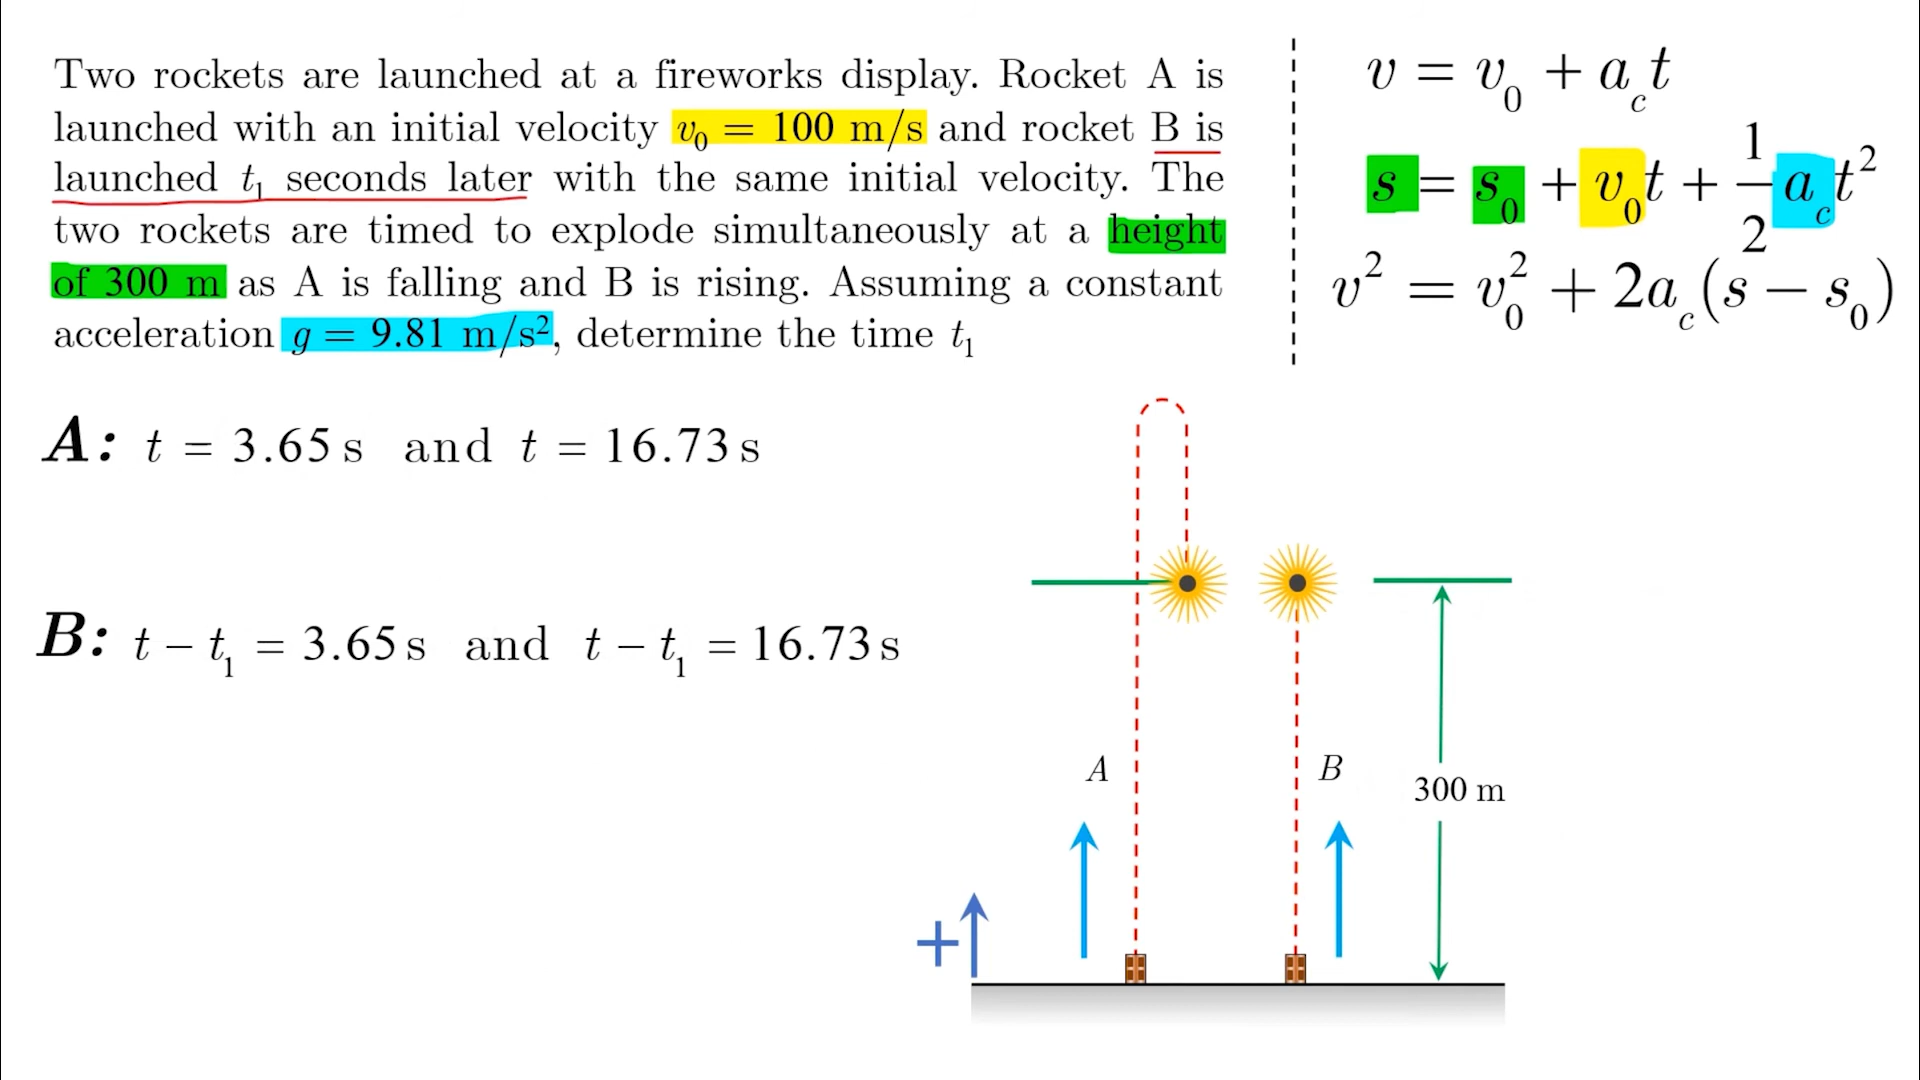 Two rockets are launched at a fireworks display. Rocket A is
launched with an initial velocity v₀ = 100 m/s and rocket B is
launched t₁ seconds later with the same initial velocity. The
two rockets are timed to explode simultaneously at a height
of 300 m as A is falling and B is rising. Assuming a constant
acceleration g = 9.81 m/s², determine the time t₁
v = v₀ + a_c t
s = s₀ + v₀t + 1/2 a_c t²
v² = v₀² + 2a_c(s − s₀)
A: t = 3.65 s and t = 16.73 s
B: t − t₁ = 3.65 s and t − t₁ = 16.73 s
A
B
300 m
+